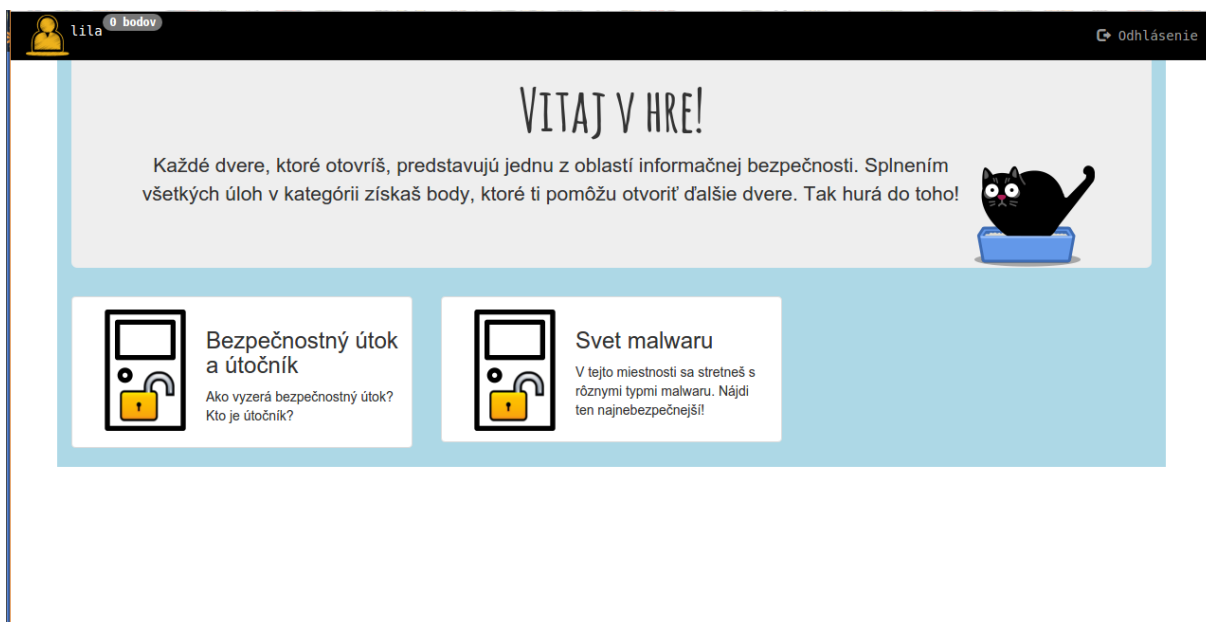 lila 0 bodov
Odhlásenie
Vitaj v hre!
Každé dvere, ktoré otovríš, predstavujú jednu z oblastí informačnej bezpečnosti. Splnením
všetkých úloh v kategórii získaš body, ktoré ti pomôžu otvoriť ďalšie dvere. Tak hurá do toho!
Bezpečnostný útok
a útočník
Ako vyzerá bezpečnostný útok?
Kto je útočník?
Svet malwaru
V tejto miestnosti sa stretneš s
rôznymi typmi malwaru. Nájdi
ten najnebezpečnejší!